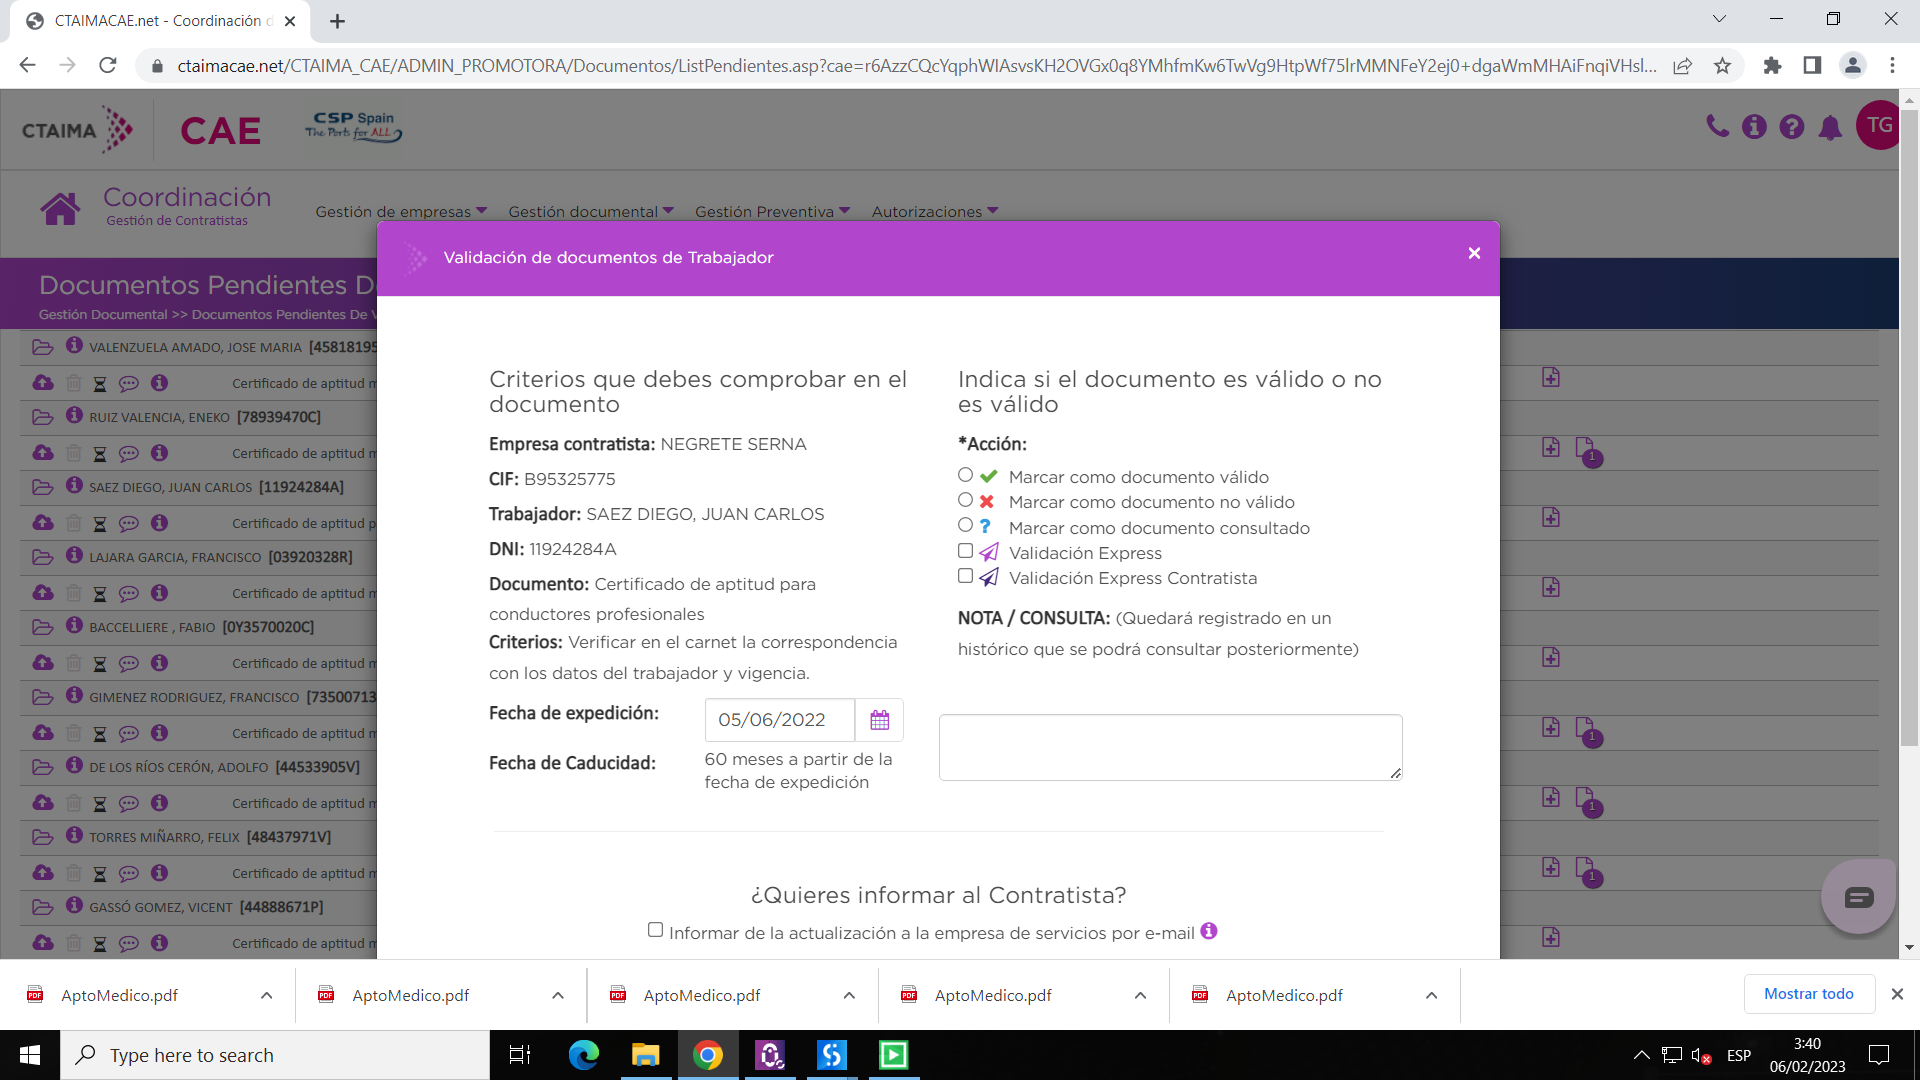 CTAIMACAE.net - Coordinación d
ctaimacae.net/CTAIMA_CAE/ADMIN_PROMOTORA/Documentos/ListPendientes.asp?cae=r6AzzCQcYqphWIAsvsKH2OVGx0q8YMhfmKw6TwVg9HtpWf75lrMMNFeY2ej0+dgaWmMHAiFnqiVHsl...
CTAIMA
CAE
CSP Spain
The Ports for ALL
TG
Coordinación
Gestión de Contratistas
Gestión de empresas
Gestión documental
Gestión Preventiva
Autorizaciones
Documentos Pendientes D
Gestión Documental >> Documentos Pendientes De V
VALENZUELA AMADO, JOSE MARIA [45818195
Certificado de aptitud m
RUIZ VALENCIA, ENEKO [78939470C]
Certificado de aptitud m
1
SAEZ DIEGO, JUAN CARLOS [11924284A]
Certificado de aptitud p
LAJARA GARCIA, FRANCISCO [03920328R]
Certificado de aptitud m
BACCELLIERE , FABIO [0Y3570020C]
Certificado de aptitud m
GIMENEZ RODRIGUEZ, FRANCISCO [73500713
Certificado de aptitud m
1
DE LOS RÍOS CERÓN, ADOLFO [44533905V]
Certificado de aptitud m
1
TORRES MIÑARRO, FELIX [48437971V]
Certificado de aptitud m
1
GASSÓ GOMEZ, VICENT [44888671P]
Certificado de aptitud m
Validación de documentos de Trabajador
×
Criterios que debes comprobar en el
documento
Empresa contratista: NEGRETE SERNA
CIF: B95325775
Trabajador: SAEZ DIEGO, JUAN CARLOS
DNI: 11924284A
Documento: Certificado de aptitud para
conductores profesionales
Criterios: Verificar en el carnet la correspondencia
con los datos del trabajador y vigencia.
Fecha de expedición:
05/06/2022
Fecha de Caducidad:
60 meses a partir de la
fecha de expedición
Indica si el documento es válido o no
es válido
*Acción:
Marcar como documento válido
Marcar como documento no válido
? Marcar como documento consultado
Validación Express
Validación Express Contratista
NOTA / CONSULTA: (Quedará registrado en un
histórico que se podrá consultar posteriormente)
¿Quieres informar al Contratista?
Informar de la actualización a la empresa de servicios por e-mail
AptoMedico.pdf
AptoMedico.pdf
AptoMedico.pdf
AptoMedico.pdf
AptoMedico.pdf
Mostrar todo
Type here to search
ESP
3:40
06/02/2023